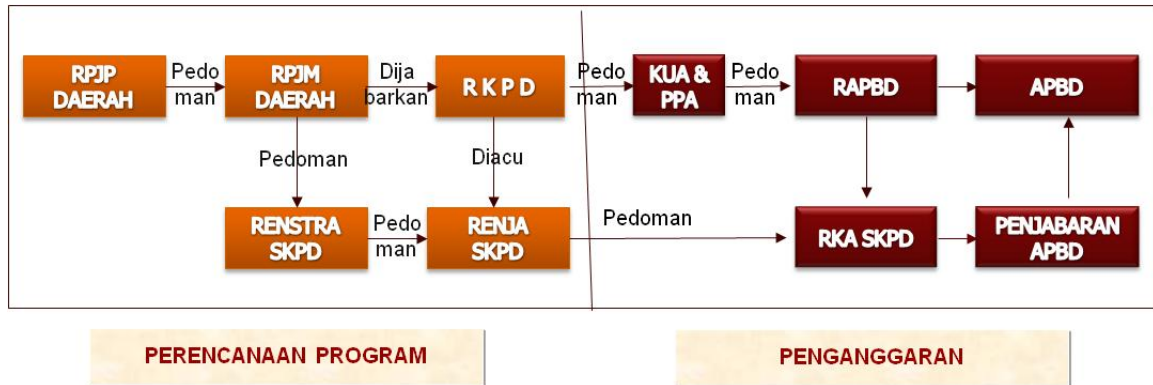 RPJP
DAERAH
Pedo
man
RPJM
DAERAH
Dija
barkan
R K P D
Pedo
man
KUA &
PPA
Pedo
man
RAPBD
APBD
Pedoman
Diacu
RENSTRA
SKPD
Pedo
man
RENJA
SKPD
Pedoman
RKA SKPD
PENJABARAN
APBD
PERENCANAAN PROGRAM
PENGANGGARAN